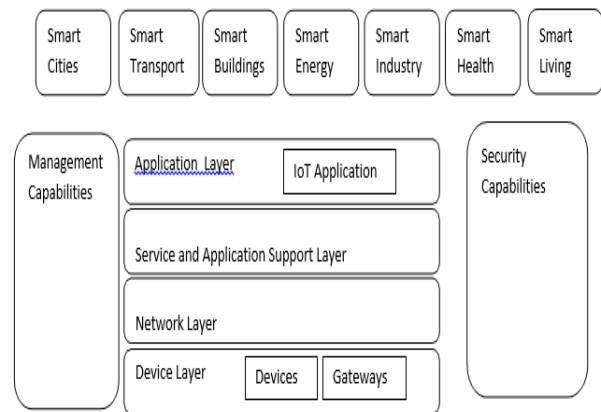 Smart
Cities
Smart
Transport
Smart
Buildings
Smart
Energy
Smart
Industry
Smart
Health
Smart
Living
Management
Capabilities
Application Layer
IoT Application
Service and Application Support Layer
Network Layer
Device Layer
Devices
Gateways
Security
Capabilities